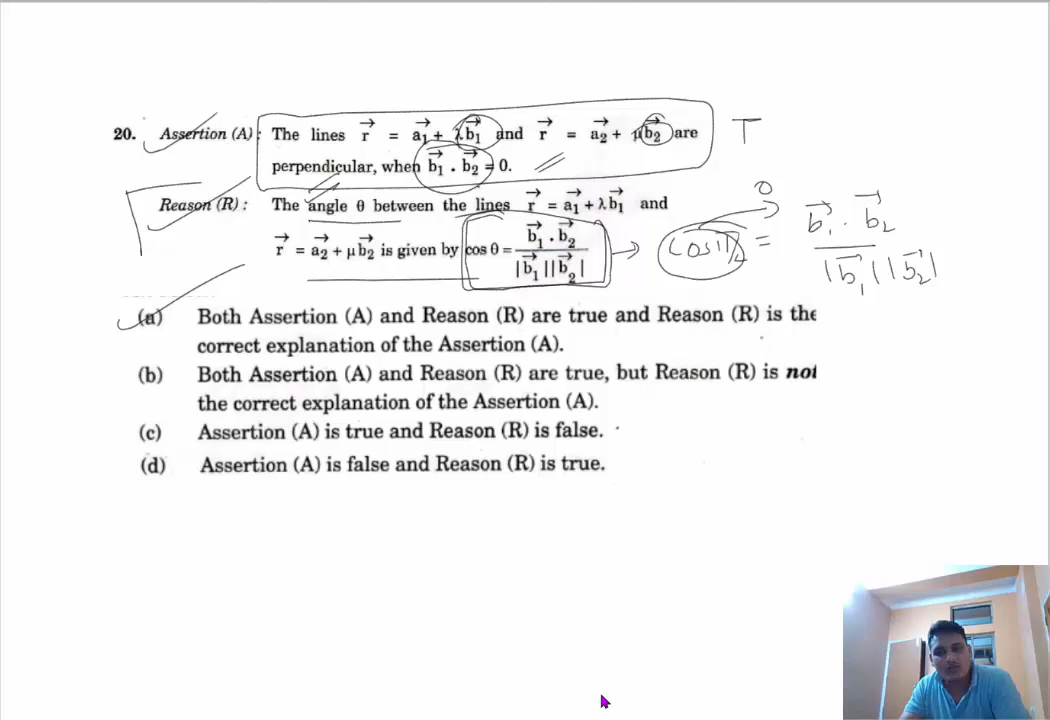 20. Assertion (A) : The lines r⃗ = a⃗₁ + λb⃗₁ and r⃗ = a⃗₂ + μb⃗₂ are T
perpendicular, when b⃗₁ . b⃗₂ = 0.
Reason (R) : The angle θ between the lines r⃗ = a⃗₁ + λb⃗₁ and 0
r⃗ = a⃗₂ + μb⃗₂ is given by cos θ = b⃗₁ . b⃗₂ / |b⃗₁||b⃗₂| → cos π/2 = b⃗₁ . b⃗₂ / |b⃗₁||b⃗₂|
(a) Both Assertion (A) and Reason (R) are true and Reason (R) is the
correct explanation of the Assertion (A).
(b) Both Assertion (A) and Reason (R) are true, but Reason (R) is not
the correct explanation of the Assertion (A).
(c) Assertion (A) is true and Reason (R) is false.
(d) Assertion (A) is false and Reason (R) is true.